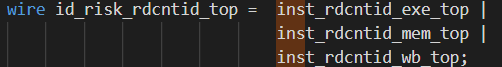 wire id_risk_rdcntid_top = inst_rdcntid_exe_top |
inst_rdcntid_mem_top |
inst_rdcntid_wb_top;